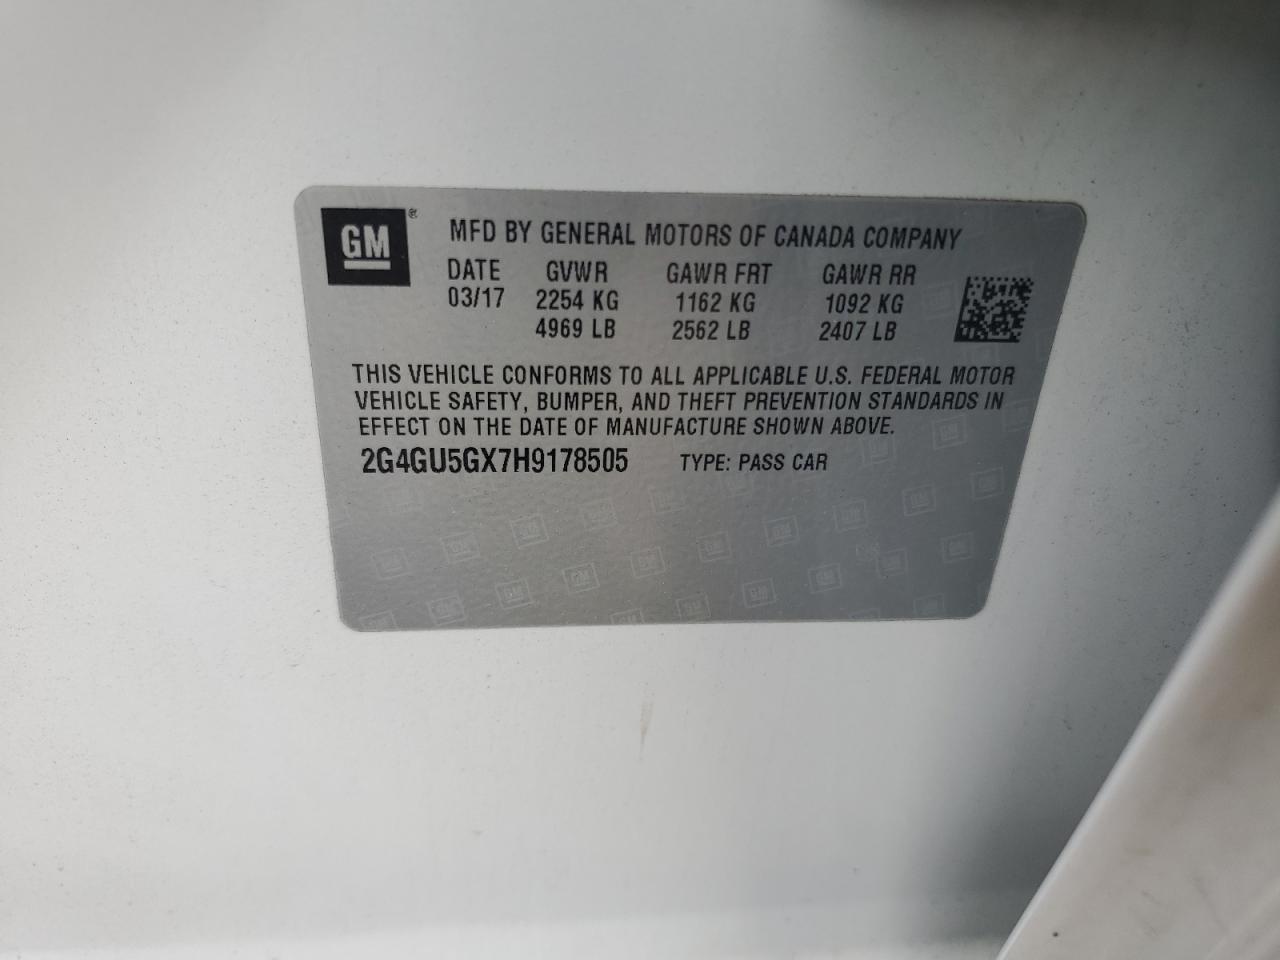 GM®
MFD BY GENERAL MOTORS OF CANADA COMPANY
DATE GVWR GAWR FRT GAWR RR
03/17 2254 KG 1162 KG 1092 KG
4969 LB 2562 LB 2407 LB
THIS VEHICLE CONFORMS TO ALL APPLICABLE U.S. FEDERAL MOTOR
VEHICLE SAFETY, BUMPER, AND THEFT PREVENTION STANDARDS IN
EFFECT ON THE DATE OF MANUFACTURE SHOWN ABOVE.
2G4GU5GX7H9178505 TYPE: PASS CAR